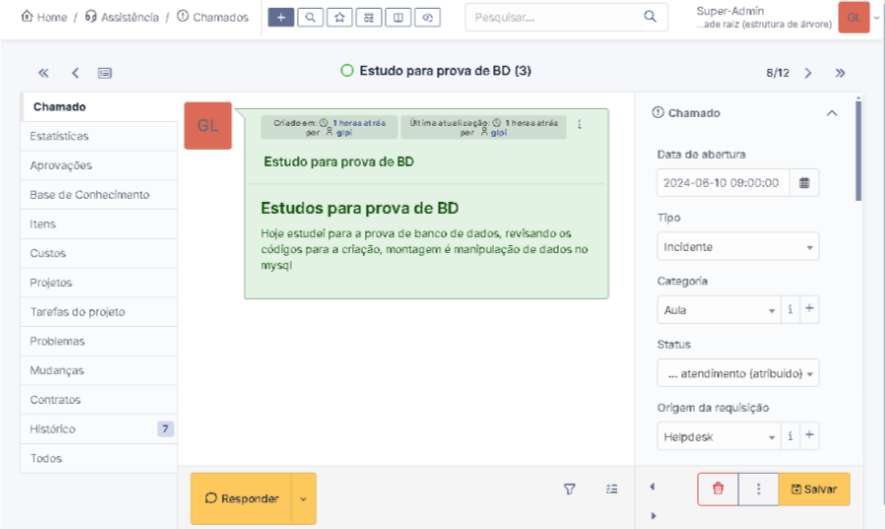 Home / Assistência / Chamados
Pesquisar...
Super-Admin
...ade raiz (estrutura de árvore)
GL
Estudo para prova de BD (3)
8/12
Chamado
Estatísticas
Aprovações
Base de Conhecimento
Itens
Custos
Projetos
Tarefas do projeto
Problemas
Mudanças
Contratos
Histórico 7
Todos
GL
Criado em: 1 horas atrás
por glpi
Última atualização: 1 horas atrás
por glpi
Estudo para prova de BD
Estudos para prova de BD
Hoje estudei para a prova de banco de dados, revisando os
códigos para a criação, montagem é manipulação de dados no
mysql
Responder
Chamado
Data de abertura
2024-06-10 09:00:00
Tipo
Incidente
Categoria
Aula
Status
... atendimento (atribuído)
Origem da requisição
Helpdesk
Salvar